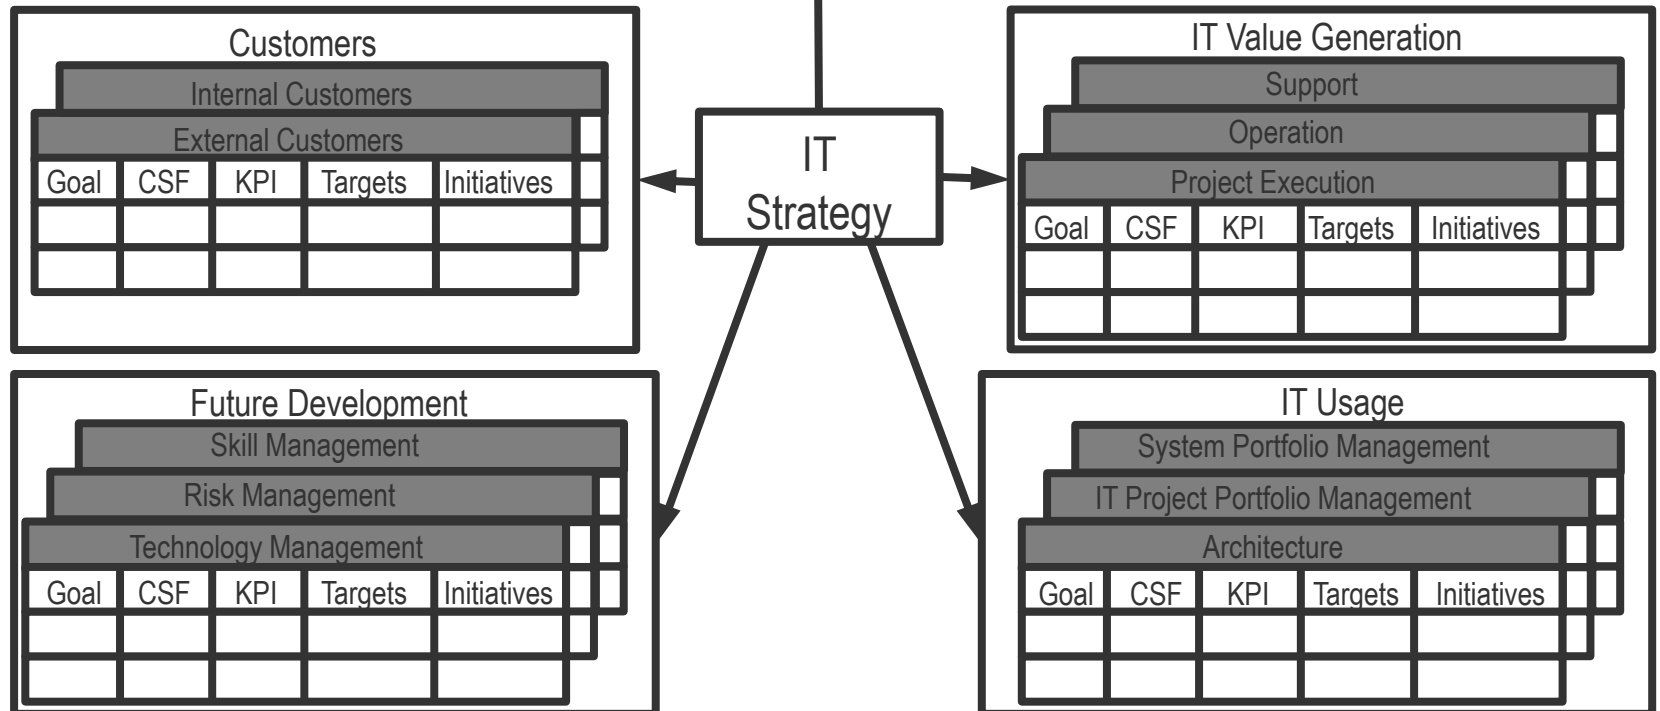 Customers
Internal Customers
External Customers
Goal CSF KPI Targets Initiatives
IT
Strategy
IT Value Generation
Support
Operation
Project Execution
Goal CSF KPI Targets Initiatives
Future Development
Skill Management
Risk Management
Technology Management
Goal CSF KPI Targets Initiatives
IT Usage
System Portfolio Management
IT Project Portfolio Management
Architecture
Goal CSF KPI Targets Initiatives